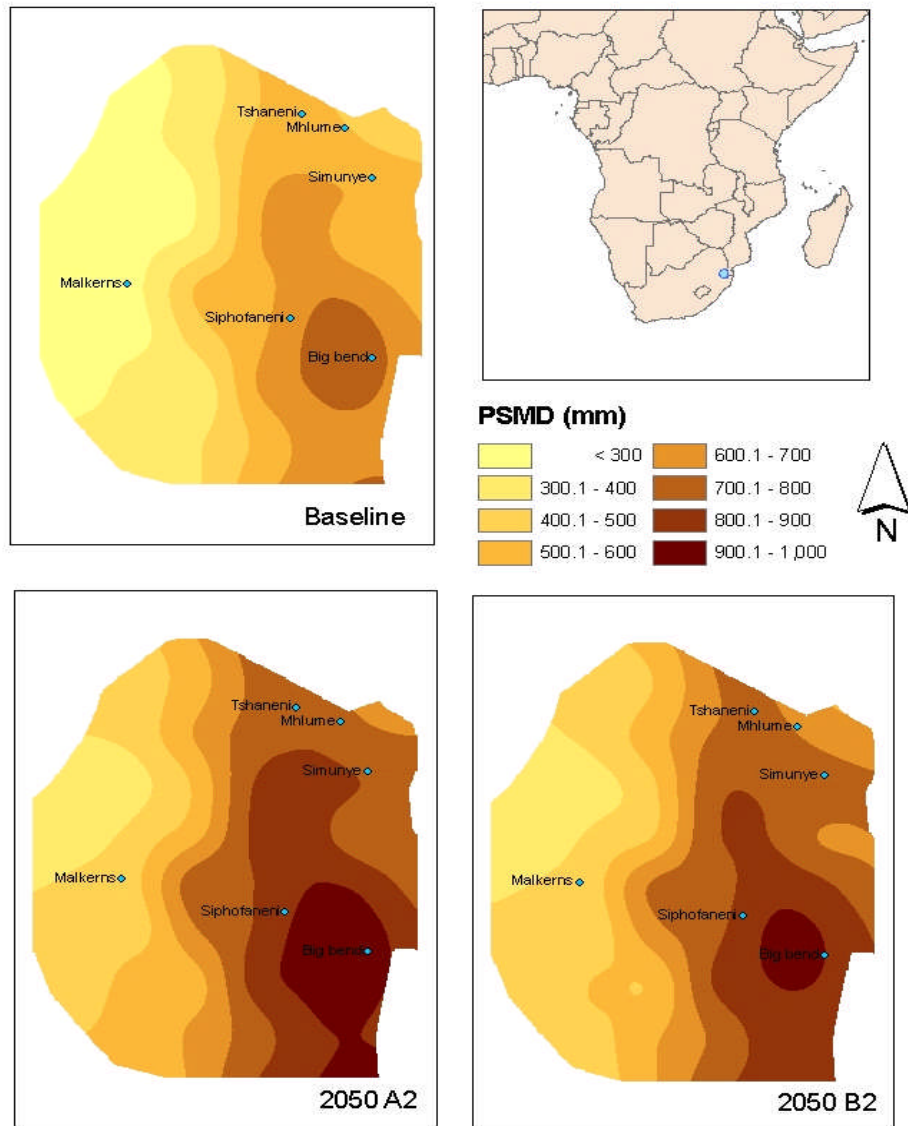 Tshaneni
Mhlume
Simunye
Malkerns
Siphofaneni
Big bend
Baseline
PSMD (mm)
< 300
300.1 - 400
400.1 - 500
500.1 - 600
600.1 - 700
700.1 - 800
800.1 - 900
900.1 - 1,000
N
Tshaneni
Mhlume
Simunye
Malkerns
Siphofaneni
Big bend
2050 A2
Tshaneni
Mhlume
Simunye
Malkerns
Siphofaneni
Big bend
2050 B2